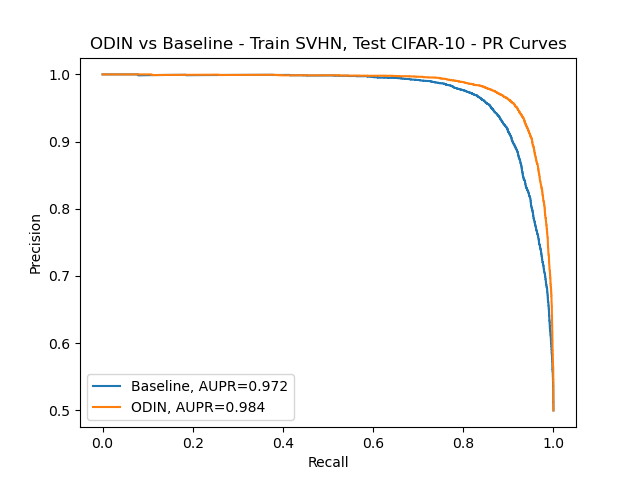 ODIN vs Baseline - Train SVHN, Test CIFAR-10 - PR Curves
1.0
0.9
0.8
0.7
0.6
0.5
Precision
Baseline, AUPR=0.972
ODIN, AUPR=0.984
0.0 0.2 0.4 0.6 0.8 1.0
Recall